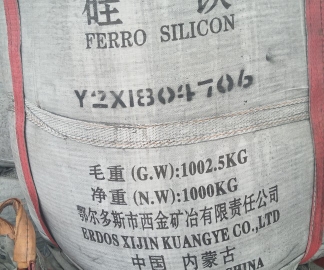 硅 铁
FERRO SILICON
Y2X1804706
毛重(G.W):1002.5KG
净重(N.W):1000KG
鄂尔多斯市西金矿冶有限责任公司
ERDOS XIJIN KUANGYE CO.,LTD
中国 内蒙古
CHINA